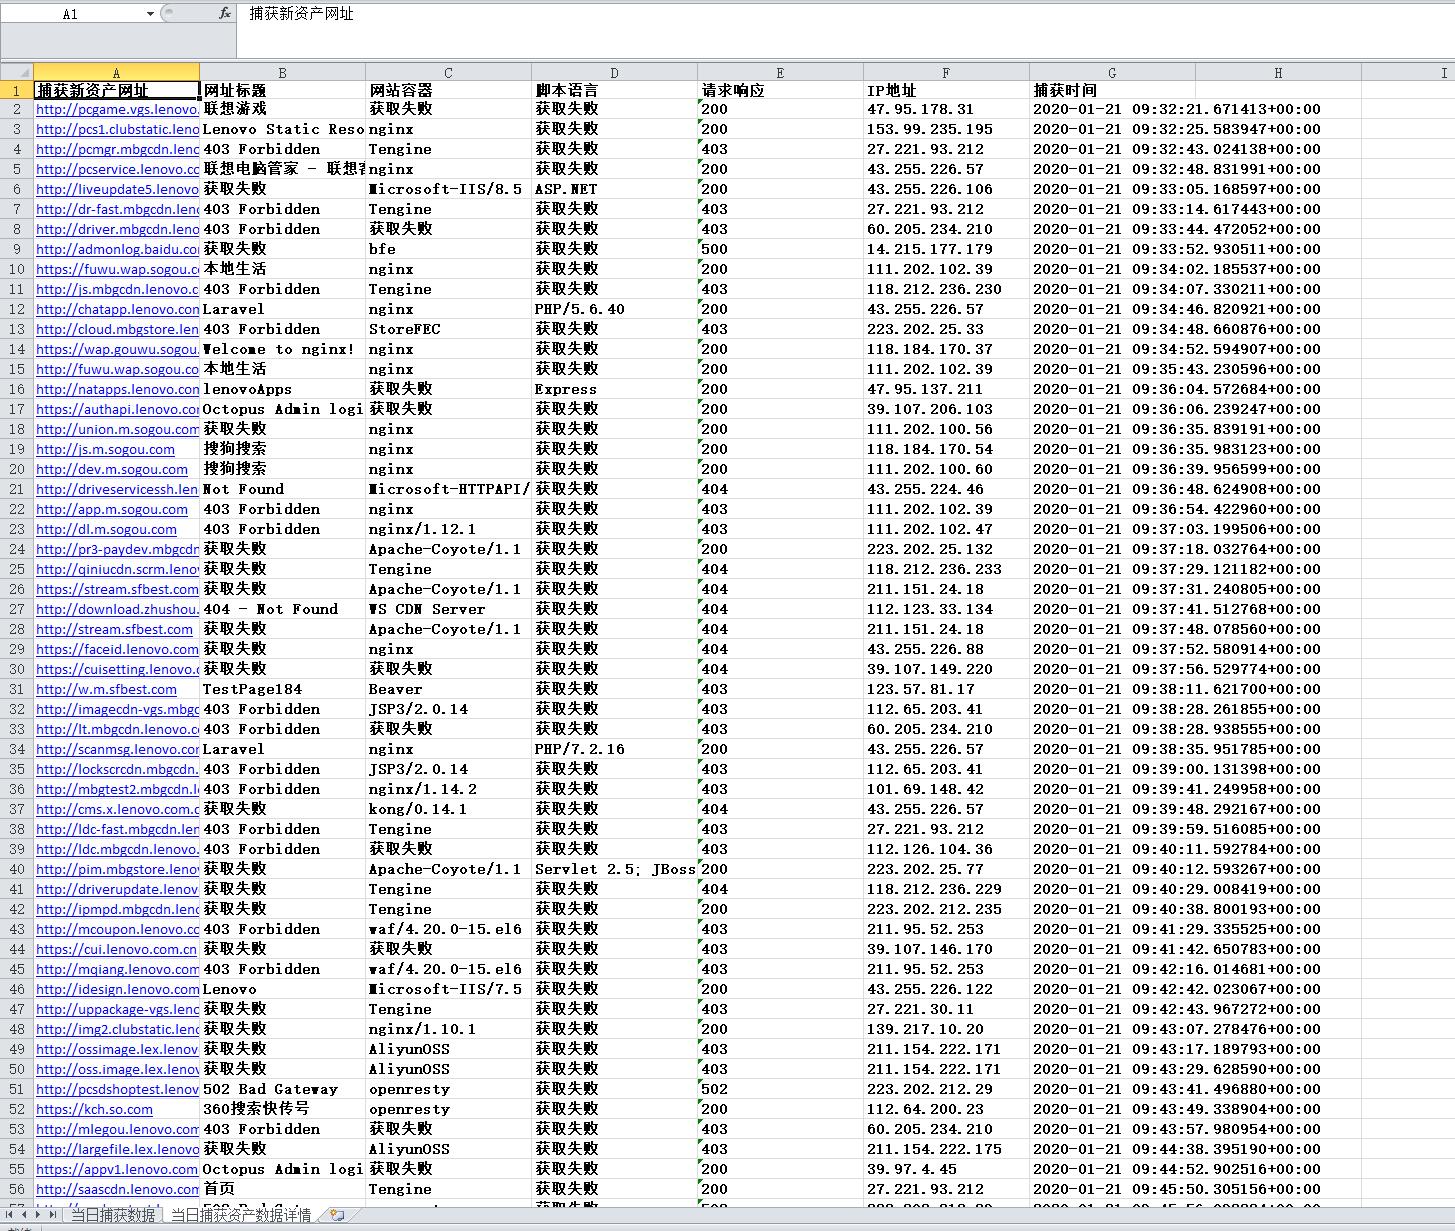 A1 fx 捕获新资产网址
A B C D E F G H I
1 捕获新资产网址 网址标题 网站容器 脚本语言 请求响应 IP地址 捕获时间
2 http://pcgame.vgs.lenovo. 联想游戏 获取失败 获取失败 200 47.95.178.31 2020-01-21 09:32:21.671413+00:00
3 http://pcs1.clubstatic.leno Lenovo Static Reso nginx 获取失败 200 153.99.235.195 2020-01-21 09:32:25.583947+00:00
4 http://pcmgr.mbgcdn.lenc 403 Forbidden Tengine 获取失败 403 27.221.93.212 2020-01-21 09:32:43.024138+00:00
5 http://pcservice.lenovo.cc 联想电脑管家 - 联想客 nginx 获取失败 200 43.255.226.57 2020-01-21 09:32:48.831991+00:00
6 http://liveupdate5.lenovo 获取失败 Microsoft-IIS/8.5 ASP.NET 200 43.255.226.106 2020-01-21 09:33:05.168597+00:00
7 http://dr-fast.mbgcdn.len 403 Forbidden Tengine 获取失败 403 27.221.93.212 2020-01-21 09:33:14.617443+00:00
8 http://driver.mbgcdn.lenc 403 Forbidden 获取失败 获取失败 403 60.205.234.210 2020-01-21 09:33:44.472052+00:00
9 http://admonlog.baidu.co 获取失败 bfe 获取失败 500 14.215.177.179 2020-01-21 09:33:52.930511+00:00
10 https://fuwu.wap.sogou.c 本地生活 nginx 获取失败 200 111.202.102.39 2020-01-21 09:34:02.185537+00:00
11 http://js.mbgcdn.lenovo.c 403 Forbidden Tengine 获取失败 403 118.212.236.230 2020-01-21 09:34:07.330211+00:00
12 http://chatapp.lenovo.con Laravel nginx PHP/5.6.40 200 43.255.226.57 2020-01-21 09:34:46.820921+00:00
13 http://cloud.mbgstore.len 403 Forbidden StoreFEC 获取失败 403 223.202.25.33 2020-01-21 09:34:48.660876+00:00
14 https://wap.gouwu.sogou. Welcome to nginx! nginx 获取失败 200 118.184.170.37 2020-01-21 09:34:52.594907+00:00
15 http://fuwu.wap.sogou.co 本地生活 nginx 获取失败 200 111.202.102.39 2020-01-21 09:35:43.230596+00:00
16 http://natapps.lenovo.con lenovoApps 获取失败 Express 200 47.95.137.211 2020-01-21 09:36:04.572684+00:00
17 https://authapi.lenovo.cor Octopus Admin logi 获取失败 获取失败 200 39.107.206.103 2020-01-21 09:36:06.239247+00:00
18 http://union.m.sogou.com 获取失败 nginx 获取失败 200 111.202.100.56 2020-01-21 09:36:35.839191+00:00
19 http://js.m.sogou.com 搜狗搜索 nginx 获取失败 200 118.184.170.54 2020-01-21 09:36:35.983123+00:00
20 http://dev.m.sogou.com 搜狗搜索 nginx 获取失败 200 111.202.100.60 2020-01-21 09:36:39.956599+00:00
21 http://driveservicessh.len Not Found Microsoft-HTTPAPI/ 获取失败 404 43.255.224.46 2020-01-21 09:36:48.624908+00:00
22 http://app.m.sogou.com 403 Forbidden nginx 获取失败 403 111.202.102.39 2020-01-21 09:36:54.422960+00:00
23 http://dl.m.sogou.com 403 Forbidden nginx/1.12.1 获取失败 403 111.202.102.47 2020-01-21 09:37:03.199506+00:00
24 http://pr3-paydev.mbgcdn 获取失败 Apache-Coyote/1.1 获取失败 200 223.202.25.132 2020-01-21 09:37:18.032764+00:00
25 http://qiniucdn.scrm.lenov 获取失败 Tengine 获取失败 404 118.212.236.233 2020-01-21 09:37:29.121182+00:00
26 https://stream.sfbest.com 获取失败 Apache-Coyote/1.1 获取失败 404 211.151.24.18 2020-01-21 09:37:31.240805+00:00
27 http://download.zhushou. 404 - Not Found WS CDN Server 获取失败 404 112.123.33.134 2020-01-21 09:37:41.512768+00:00
28 http://stream.sfbest.com 获取失败 Apache-Coyote/1.1 获取失败 404 211.151.24.18 2020-01-21 09:37:48.078560+00:00
29 https://faceid.lenovo.com 获取失败 nginx 获取失败 404 43.255.226.88 2020-01-21 09:37:52.580914+00:00
30 https://cuisetting.lenovo.c 获取失败 获取失败 获取失败 404 39.107.149.220 2020-01-21 09:37:56.529774+00:00
31 http://w.m.sfbest.com TestPage184 Beaver 获取失败 403 123.57.81.17 2020-01-21 09:38:11.621700+00:00
32 http://imagecdn-vgs.mbgc 403 Forbidden JSP3/2.0.14 获取失败 403 112.65.203.41 2020-01-21 09:38:28.261855+00:00
33 http://lt.mbgcdn.lenovo.cc 403 Forbidden 获取失败 获取失败 403 60.205.234.210 2020-01-21 09:38:28.938555+00:00
34 http://scanmsg.lenovo.cor Laravel nginx PHP/7.2.16 200 43.255.226.57 2020-01-21 09:38:35.951785+00:00
35 http://lockscrcdn.mbgcdn. 403 Forbidden JSP3/2.0.14 获取失败 403 112.65.203.41 2020-01-21 09:39:00.131398+00:00
36 http://mbgtest2.mbgcdn.l 403 Forbidden nginx/1.14.2 获取失败 403 101.69.148.42 2020-01-21 09:39:41.249958+00:00
37 http://cms.x.lenovo.com.c 获取失败 kong/0.14.1 获取失败 404 43.255.226.57 2020-01-21 09:39:48.292167+00:00
38 http://ldc-fast.mbgcdn.len 403 Forbidden Tengine 获取失败 403 27.221.93.212 2020-01-21 09:39:59.516085+00:00
39 http://ldc.mbgcdn.lenovo. 403 Forbidden 获取失败 获取失败 403 112.126.104.36 2020-01-21 09:40:11.592784+00:00
40 http://pim.mbgstore.lenov 获取失败 Apache-Coyote/1.1 Servlet 2.5; JBoss 200 223.202.25.77 2020-01-21 09:40:12.593267+00:00
41 http://driverupdate.lenov 获取失败 Tengine 获取失败 404 118.212.236.229 2020-01-21 09:40:29.008419+00:00
42 http://ipmpd.mbgcdn.lenc 获取失败 Tengine 获取失败 200 223.202.212.235 2020-01-21 09:40:38.800193+00:00
43 http://mcoupon.lenovo.cc 403 Forbidden waf/4.20.0-15.el6 获取失败 403 211.95.52.253 2020-01-21 09:41:29.335525+00:00
44 https://cui.lenovo.com.cn 获取失败 获取失败 获取失败 403 39.107.146.170 2020-01-21 09:41:42.650783+00:00
45 http://mqiang.lenovo.com 403 Forbidden waf/4.20.0-15.el6 获取失败 403 211.95.52.253 2020-01-21 09:42:16.014681+00:00
46 http://idesign.lenovo.com Lenovo Microsoft-IIS/7.5 获取失败 200 43.255.226.122 2020-01-21 09:42:42.023067+00:00
47 http://uppackage-vgs.lenc 获取失败 Tengine 获取失败 403 27.221.30.11 2020-01-21 09:42:43.967272+00:00
48 http://img2.clubstatic.lenc 获取失败 nginx/1.10.1 获取失败 200 139.217.10.20 2020-01-21 09:43:07.278476+00:00
49 http://ossimage.lex.lenov 获取失败 AliyunOSS 获取失败 403 211.154.222.171 2020-01-21 09:43:17.189793+00:00
50 http://oss.image.lex.lenov 获取失败 AliyunOSS 获取失败 403 211.154.222.171 2020-01-21 09:43:29.628590+00:00
51 http://pcsdshoptest.lenov 502 Bad Gateway openresty 获取失败 502 223.202.212.29 2020-01-21 09:43:41.496880+00:00
52 https://kch.so.com 360搜索快传号 openresty 获取失败 200 112.64.200.23 2020-01-21 09:43:49.338904+00:00
53 http://mlegou.lenovo.com 403 Forbidden 获取失败 获取失败 403 60.205.234.210 2020-01-21 09:43:57.980954+00:00
54 http://largefile.lex.lenovo 获取失败 AliyunOSS 获取失败 403 211.154.222.175 2020-01-21 09:44:38.395190+00:00
55 https://appv1.lenovo.com Octopus Admin logi 获取失败 获取失败 200 39.97.4.45 2020-01-21 09:44:52.902516+00:00
56 http://saascdn.lenovo.com 首页 Tengine 获取失败 200 27.221.93.212 2020-01-21 09:45:50.305156+00:00
当日捕获数据 当日捕获资产数据详情